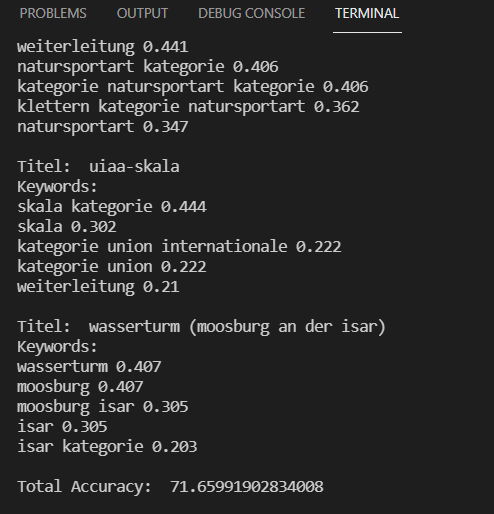 PROBLEMS OUTPUT DEBUG CONSOLE TERMINAL
weiterleitung 0.441
natursportart kategorie 0.406
kategorie natursportart kategorie 0.406
klettern kategorie natursportart 0.362
natursportart 0.347

Titel:  uiaa-skala
Keywords:
skala kategorie 0.444
skala 0.302
kategorie union internationale 0.222
kategorie union 0.222
weiterleitung 0.21

Titel:  wasserturm (moosburg an der isar)
Keywords:
wasserturm 0.407
moosburg 0.407
moosburg isar 0.305
isar 0.305
isar kategorie 0.203

Total Accuracy:  71.65991902834008